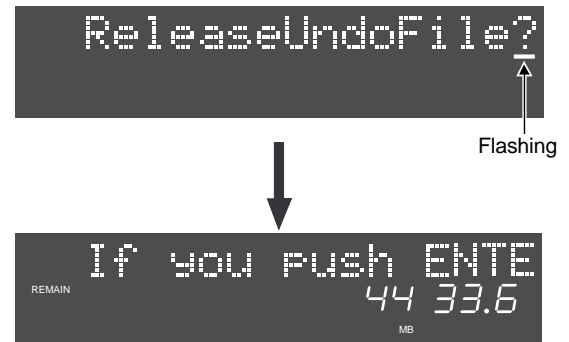 ReleaseUndoFile?
Flashing
If you push ENTE
REMAIN
44 33.6
MB